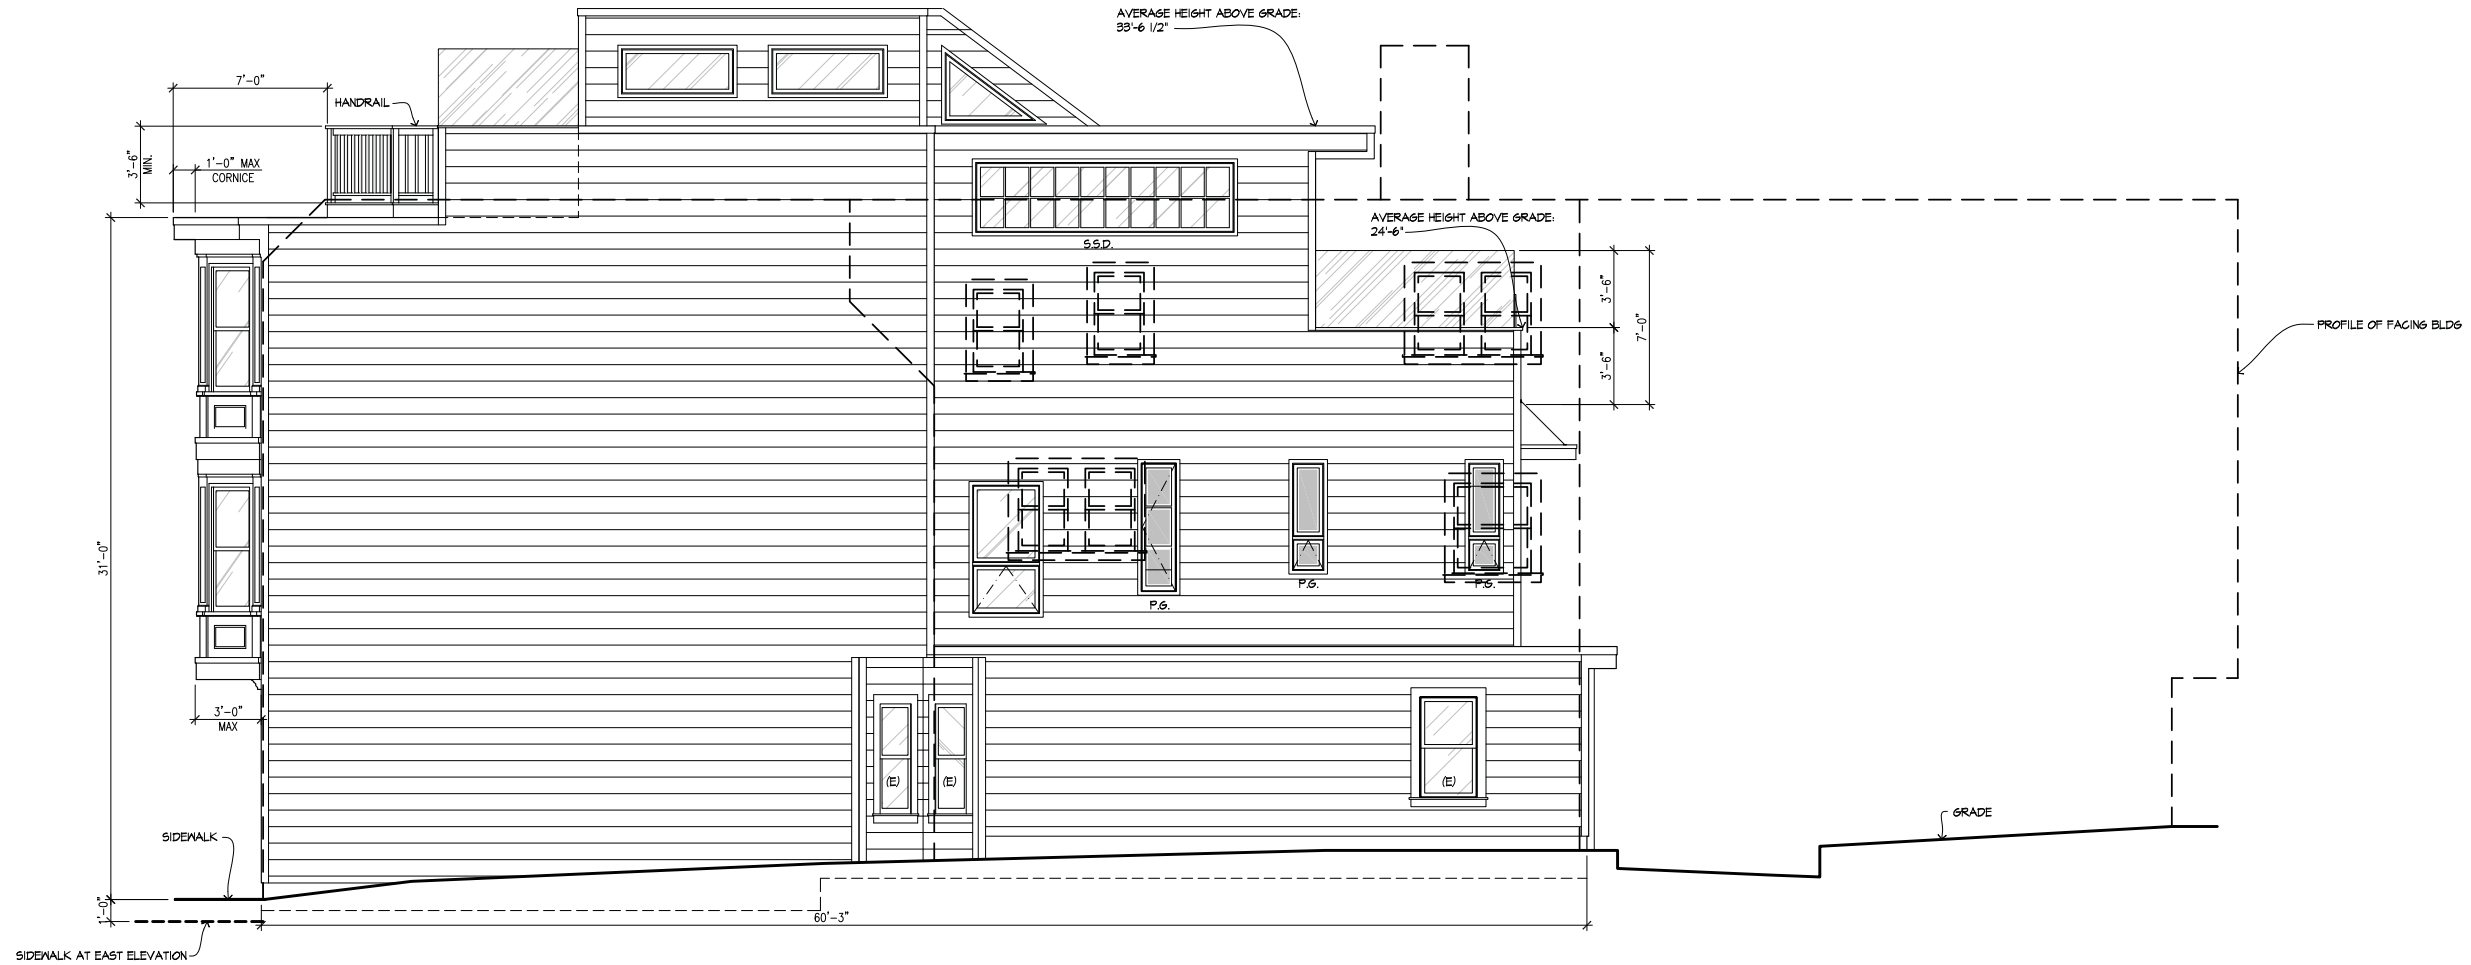 AVERAGE HEIGHT ABOVE GRADE:
33'-6 1/2"
7'-0"
HANDRAIL
3'-6"
MIN.
1'-0" MAX
CORNICE
AVERAGE HEIGHT ABOVE GRADE:
24'-6"
S.S.D.
3'-6"
7'-0"
3'-6"
PROFILE OF FACING BLDG
31'-0"
P.G.
P.G.
P.G.
3'-0"
MAX
(E)
(E)
(E)
GRADE
SIDEWALK
1'-0"
60'-3"
SIDEWALK AT EAST ELEVATION